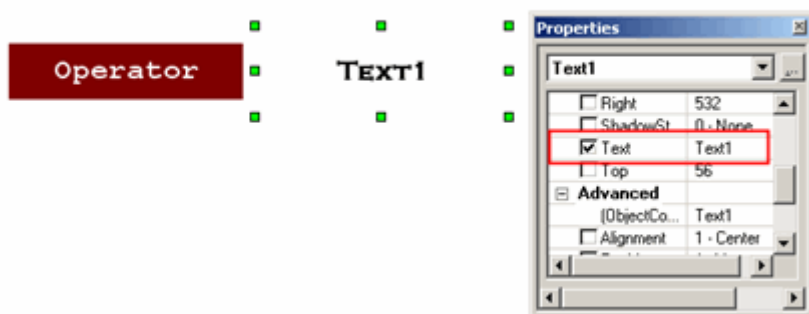 Operator
Text1
Properties
Text1
...
Right 532
ShadowSt... 0 - None
Text Text1
Top 56
Advanced
(ObjectCo... Text1
Alignment 1 - Center